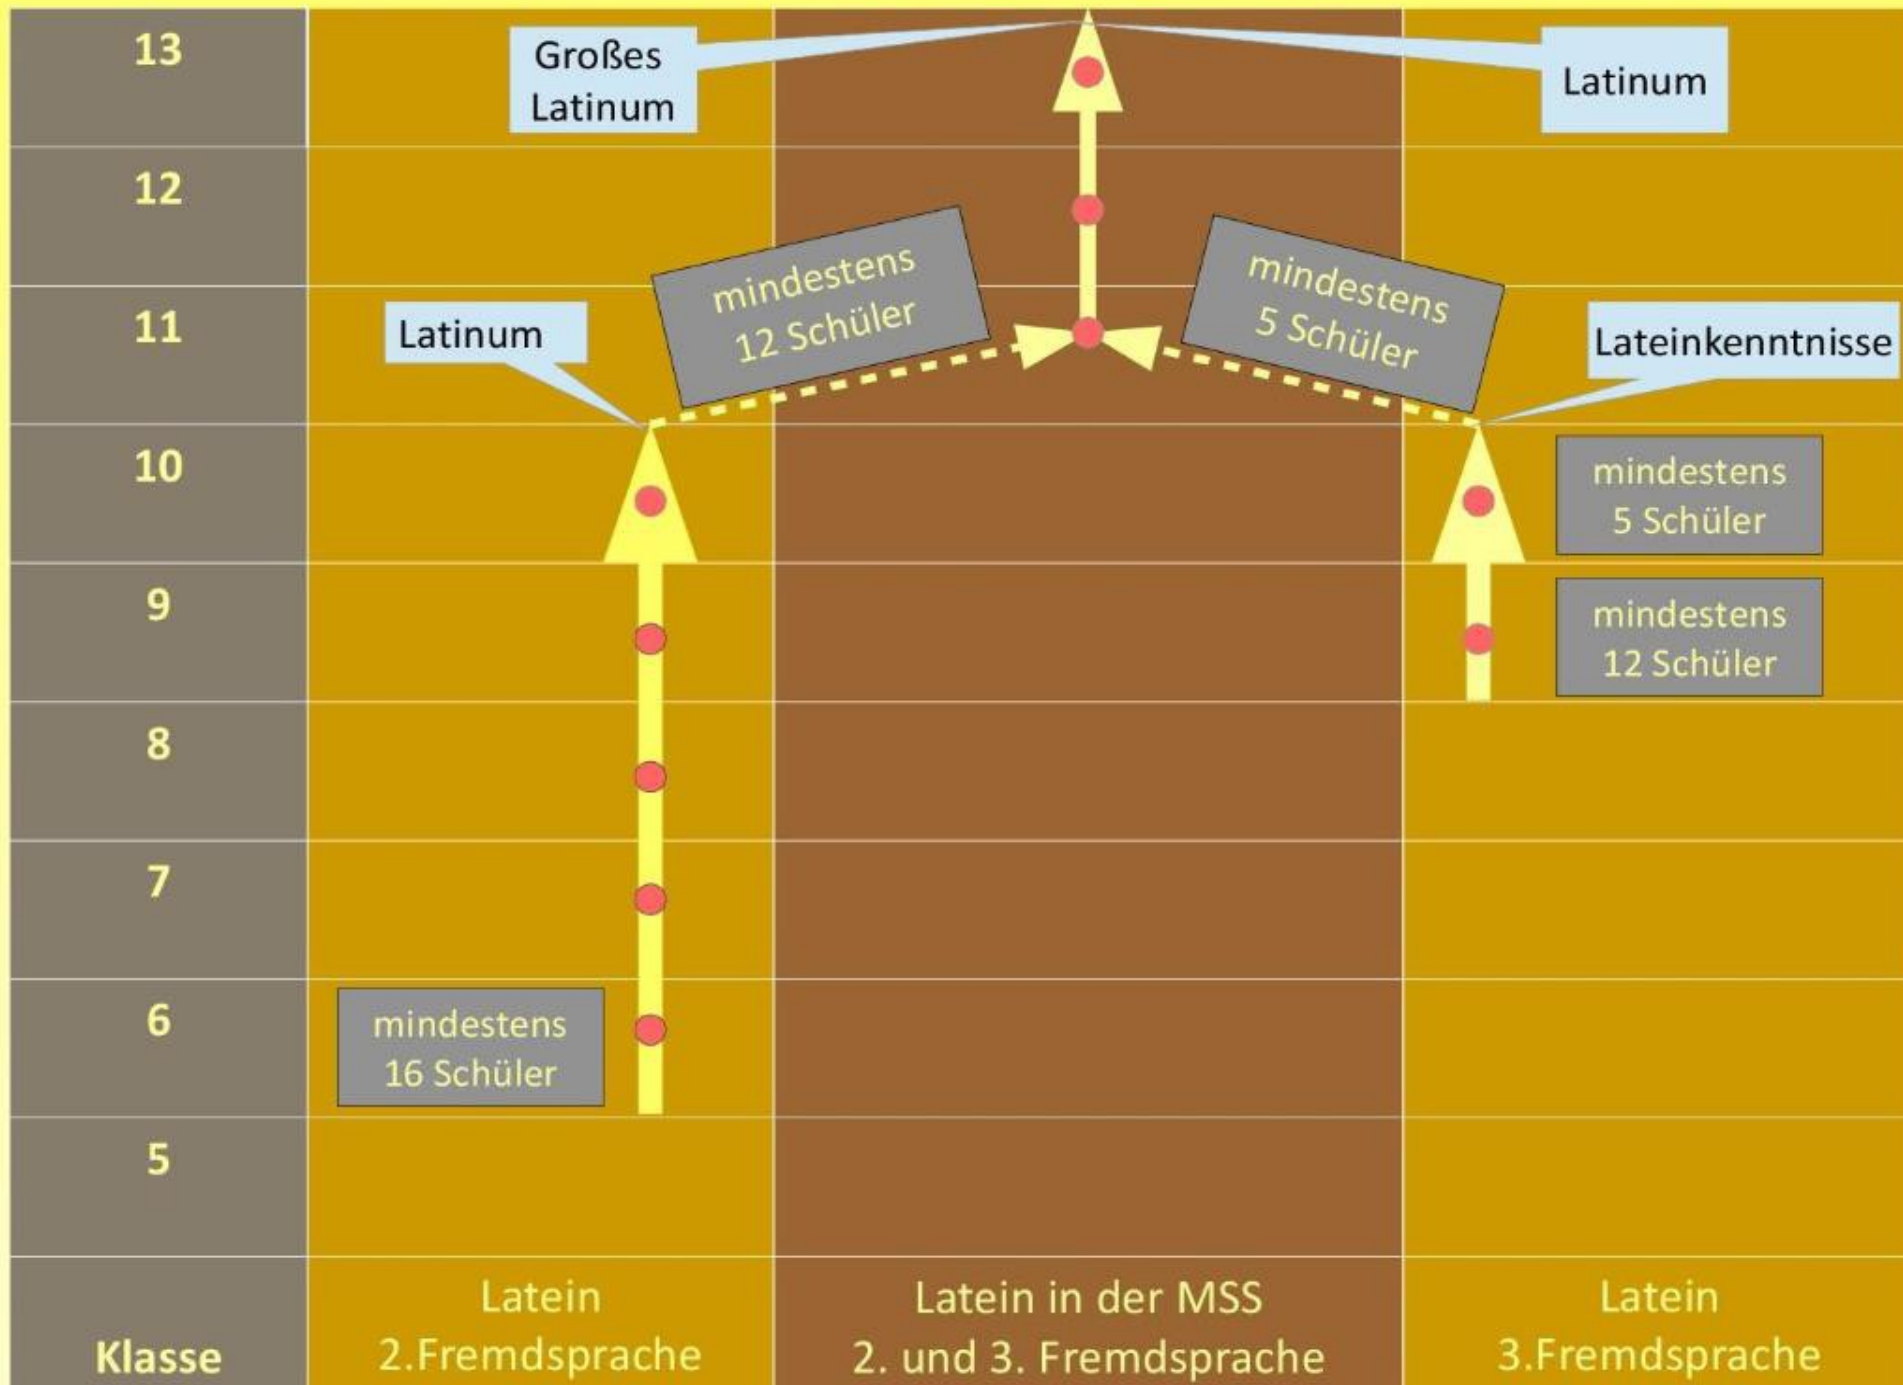 13
Großes
Latinum
Latinum
12
mindestens
12 Schüler
mindestens
5 Schüler
11
Latinum
Lateinkenntnisse
10
mindestens
5 Schüler
9
mindestens
12 Schüler
8
7
6
mindestens
16 Schüler
5
Klasse
Latein
2.Fremdsprache
Latein in der MSS
2. und 3. Fremdsprache
Latein
3.Fremdsprache